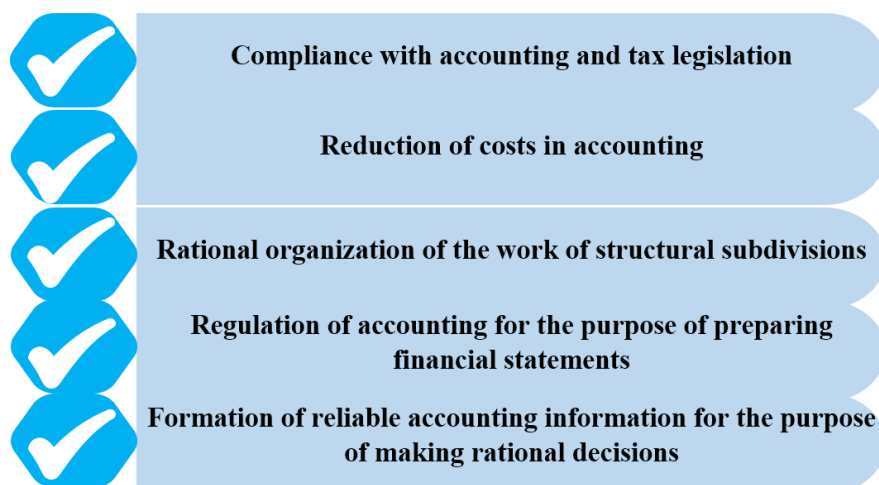 Compliance with accounting and tax legislation
Reduction of costs in accounting
Rational organization of the work of structural subdivisions
Regulation of accounting for the purpose of preparing
financial statements
Formation of reliable accounting information for the purpose
of making rational decisions